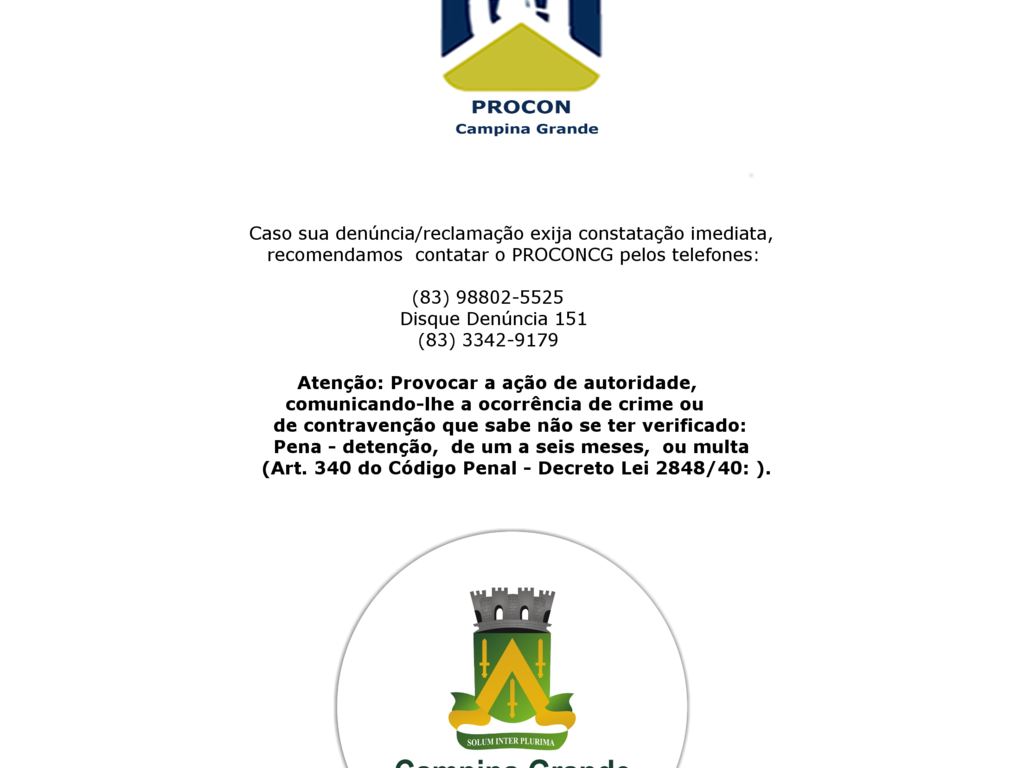 PROCON
Campina Grande
Caso sua denúncia/reclamação exija constatação imediata,
recomendamos contatar o PROCONCG pelos telefones:
(83) 98802-5525
Disque Denúncia 151
(83) 3342-9179
Atenção: Provocar a ação de autoridade,
comunicando-lhe a ocorrência de crime ou
de contravenção que sabe não se ter verificado:
Pena - detenção, de um a seis meses, ou multa
(Art. 340 do Código Penal - Decreto Lei 2848/40: ).
SOLUM INTER PLURIMA
Campina Grande